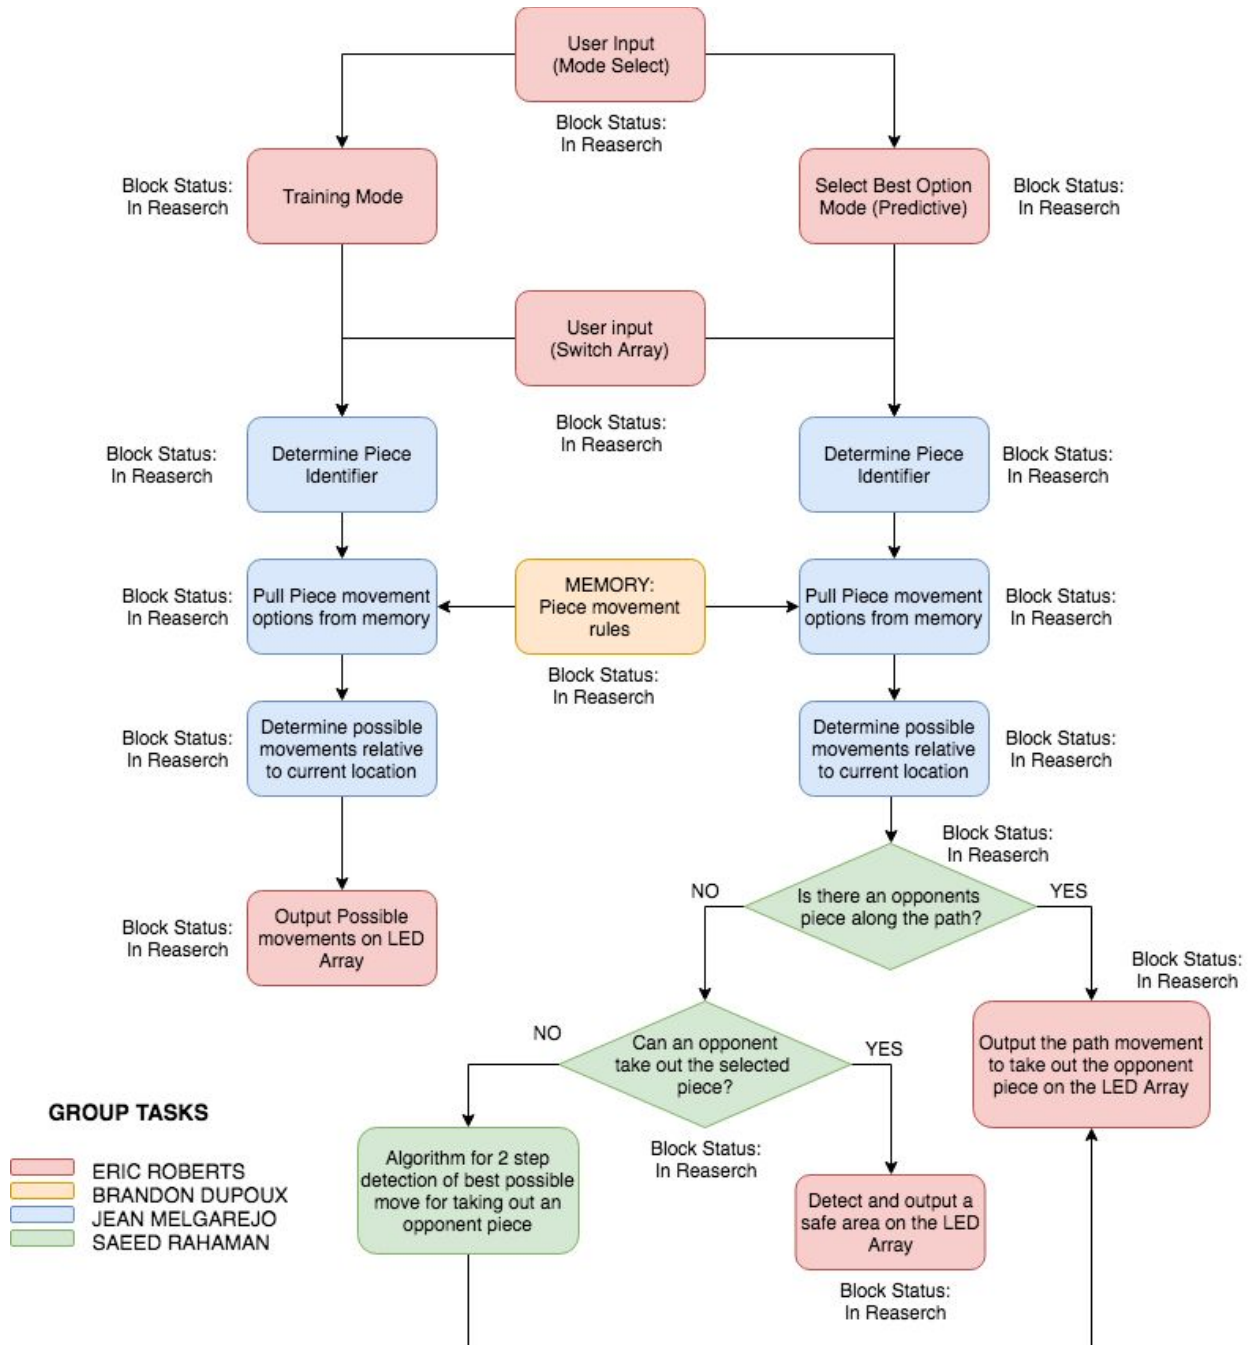 User Input
(Mode Select)
Block Status:
In Reaserch
Block Status:
In Reaserch
Training Mode
Select Best Option
Mode (Predictive)
Block Status:
In Reaserch
User input
(Switch Array)
Block Status:
In Reaserch
Block Status:
In Reaserch
Determine Piece
Identifier
Determine Piece
Identifier
Block Status:
In Reaserch
Block Status:
In Reaserch
Pull Piece movement
options from memory
MEMORY:
Piece movement
rules
Block Status:
In Reaserch
Pull Piece movement
options from memory
Block Status:
In Reaserch
Block Status:
In Reaserch
Determine possible
movements relative
to current location
Determine possible
movements relative
to current location
Block Status:
In Reaserch
Block Status:
In Reaserch
Output Possible
movements on LED
Array
Block Status:
In Reaserch
NO
Is there an opponents
piece along the path?
YES
Block Status:
In Reaserch
NO
Can an opponent
take out the selected
piece?
YES
Output the path movement
to take out the opponent
piece on the LED Array
Block Status:
In Reaserch
Algorithm for 2 step
detection of best possible
move for taking out an
opponent piece
Detect and output a
safe area on the LED
Array
Block Status:
In Reaserch
GROUP TASKS
ERIC ROBERTS
BRANDON DUPOUX
JEAN MELGAREJO
SAEED RAHAMAN